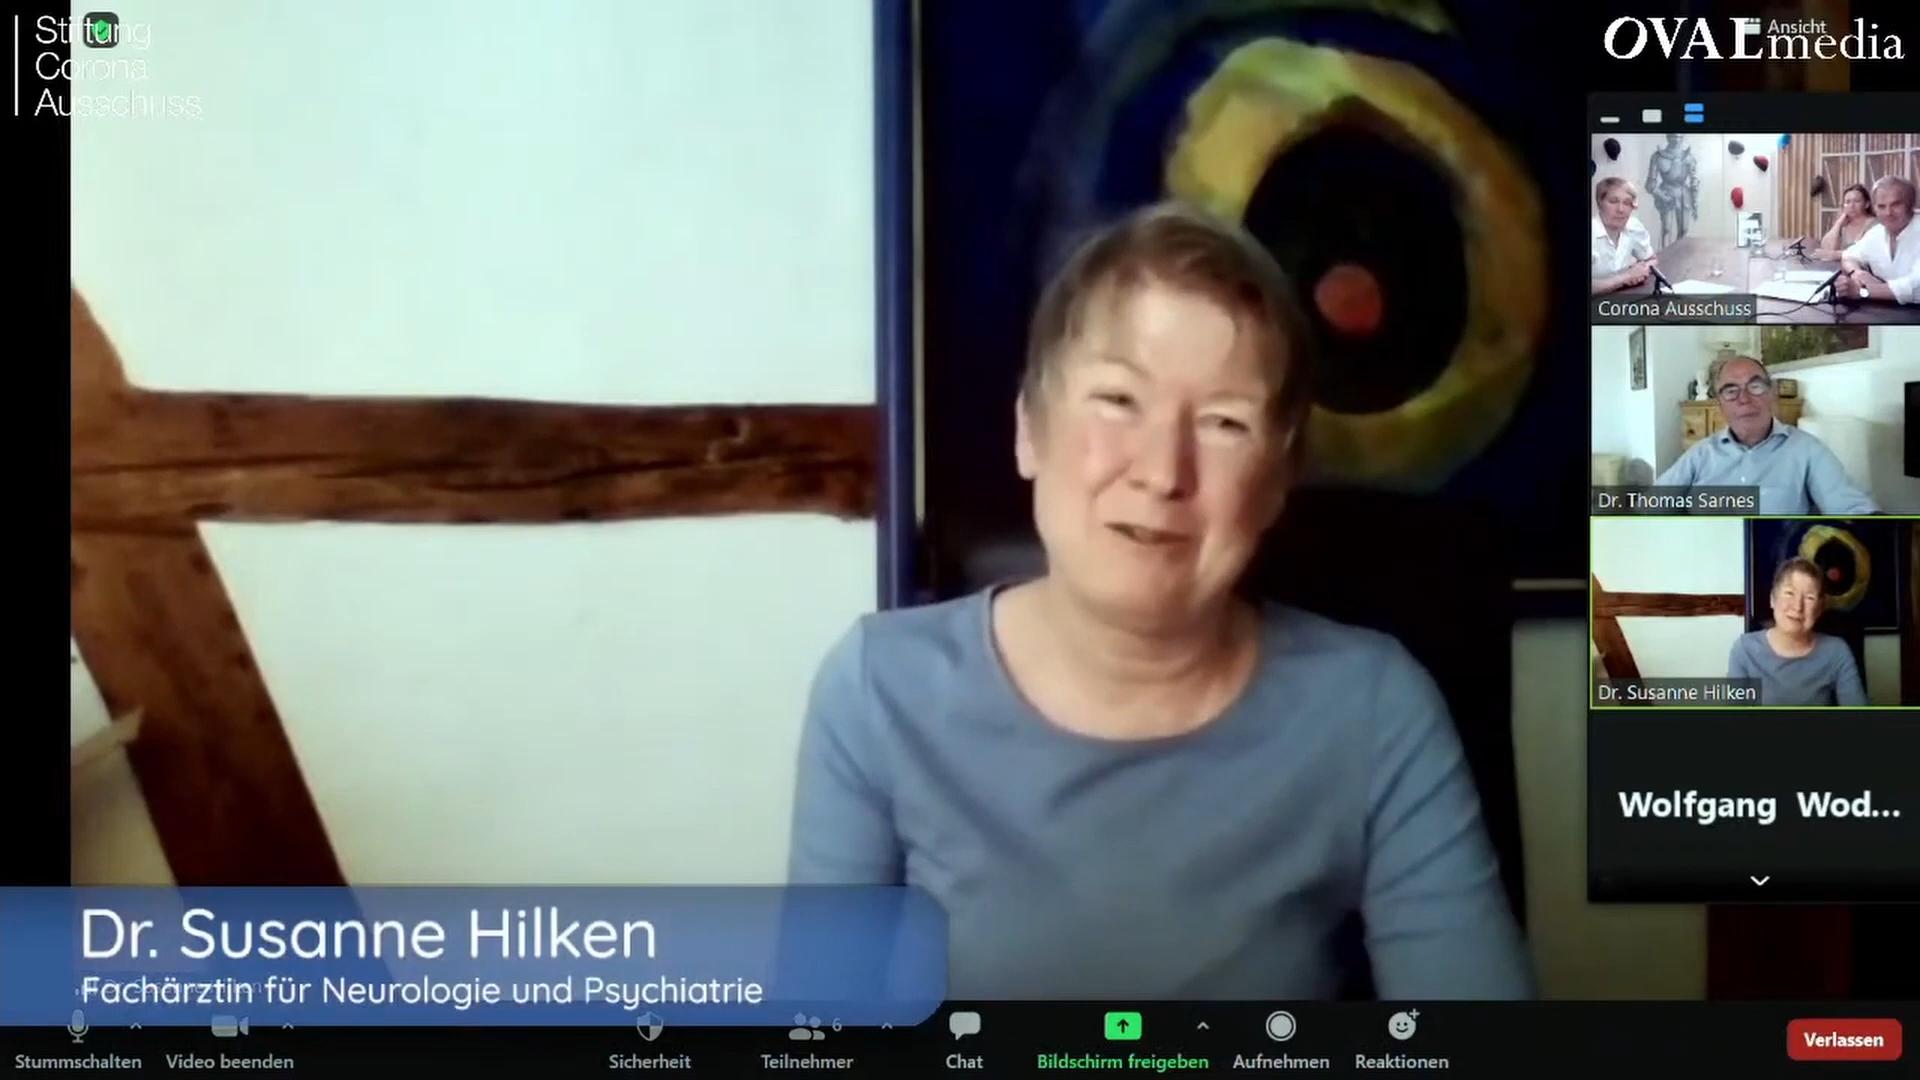 Stiftung
Corona
Ausschuss
Ansicht
OVALmedia
Corona Ausschuss
Dr. Thomas Sarnes
Dr. Susanne Hilken
Wolfgang Wod...
Dr. Susanne Hilken
Fachärztin für Neurologie und Psychiatrie
6
Stummschalten
Video beenden
Sicherheit
Teilnehmer
Chat
Bildschirm freigeben
Aufnehmen
Reaktionen
Verlassen